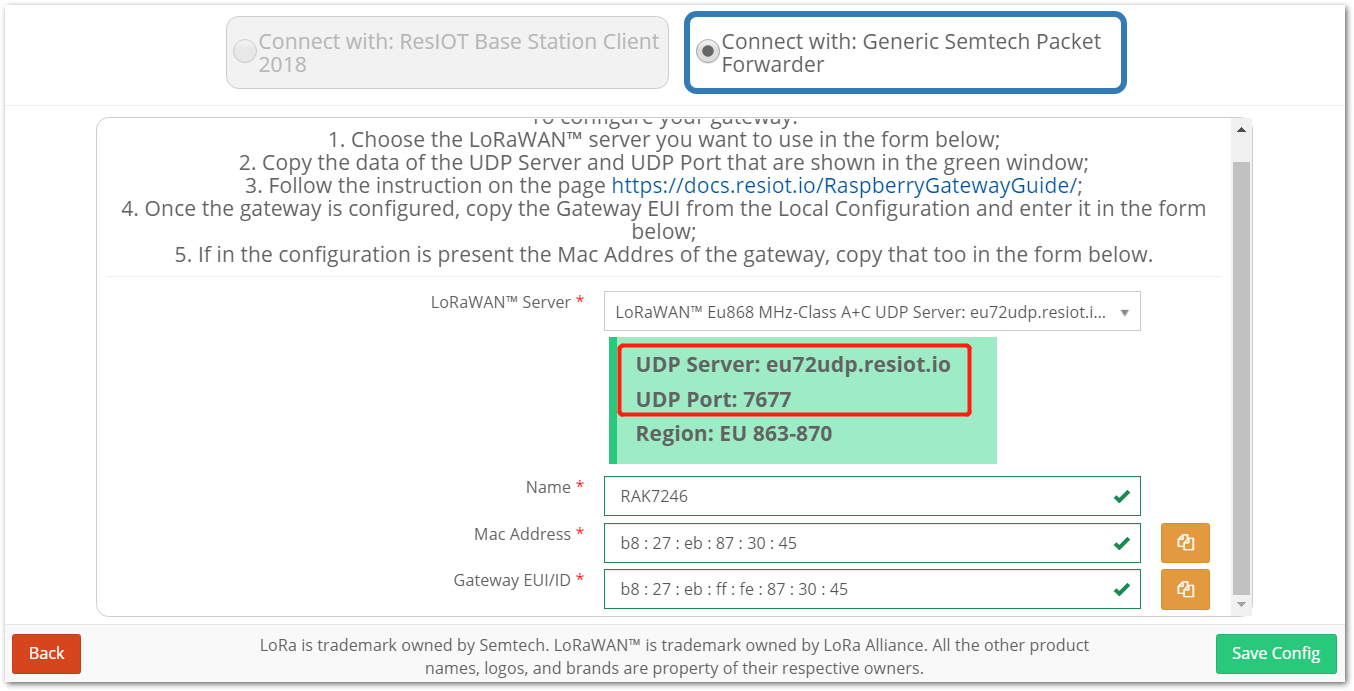 Connect with: ResIOT Base Station Client
2018
Connect with: Generic Semtech Packet
Forwarder
To configure your gateway:
1. Choose the LoRaWAN™ server you want to use in the form below;
2. Copy the data of the UDP Server and UDP Port that are shown in the green window;
3. Follow the instruction on the page https://docs.resiot.io/RaspberryGatewayGuide/;
4. Once the gateway is configured, copy the Gateway EUI from the Local Configuration and enter it in the form
below;
5. If in the configuration is present the Mac Addres of the gateway, copy that too in the form below.
LoRaWAN™ Server *
LoRaWAN™ Eu868 MHz-Class A+C UDP Server: eu72udp.resiot.i...
UDP Server: eu72udp.resiot.io
UDP Port: 7677
Region: EU 863-870
Name *
RAK7246
Mac Address *
b8 : 27 : eb : 87 : 30 : 45
Gateway EUI/ID *
b8 : 27 : eb : ff : fe : 87 : 30 : 45
Back
LoRa is trademark owned by Semtech. LoRaWAN™ is trademark owned by LoRa Alliance. All the other product
names, logos, and brands are property of their respective owners.
Save Config